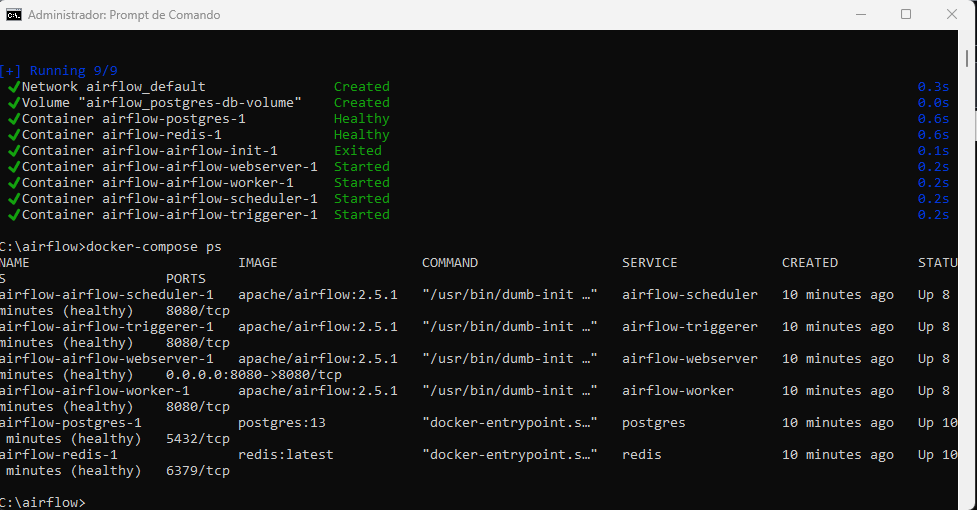 Administrador: Prompt de Comando
[+] Running 9/9
✔Network airflow_default Created 0.3s
✔Volume "airflow_postgres-db-volume" Created 0.0s
✔Container airflow-postgres-1 Healthy 0.6s
✔Container airflow-redis-1 Healthy 0.6s
✔Container airflow-airflow-init-1 Exited 0.1s
✔Container airflow-airflow-webserver-1 Started 0.2s
✔Container airflow-airflow-worker-1 Started 0.2s
✔Container airflow-airflow-scheduler-1 Started 0.2s
✔Container airflow-airflow-triggerer-1 Started 0.2s
C:\airflow>docker-compose ps
NAME IMAGE COMMAND SERVICE CREATED STATU
S PORTS
airflow-airflow-scheduler-1 apache/airflow:2.5.1 "/usr/bin/dumb-init …" airflow-scheduler 10 minutes ago Up 8
minutes (healthy) 8080/tcp
airflow-airflow-triggerer-1 apache/airflow:2.5.1 "/usr/bin/dumb-init …" airflow-triggerer 10 minutes ago Up 8
minutes (healthy) 8080/tcp
airflow-airflow-webserver-1 apache/airflow:2.5.1 "/usr/bin/dumb-init …" airflow-webserver 10 minutes ago Up 8
minutes (healthy) 0.0.0.0:8080->8080/tcp
airflow-airflow-worker-1 apache/airflow:2.5.1 "/usr/bin/dumb-init …" airflow-worker 10 minutes ago Up 8
minutes (healthy) 8080/tcp
airflow-postgres-1 postgres:13 "docker-entrypoint.s…" postgres 10 minutes ago Up 10
minutes (healthy) 5432/tcp
airflow-redis-1 redis:latest "docker-entrypoint.s…" redis 10 minutes ago Up 10
minutes (healthy) 6379/tcp
C:\airflow>